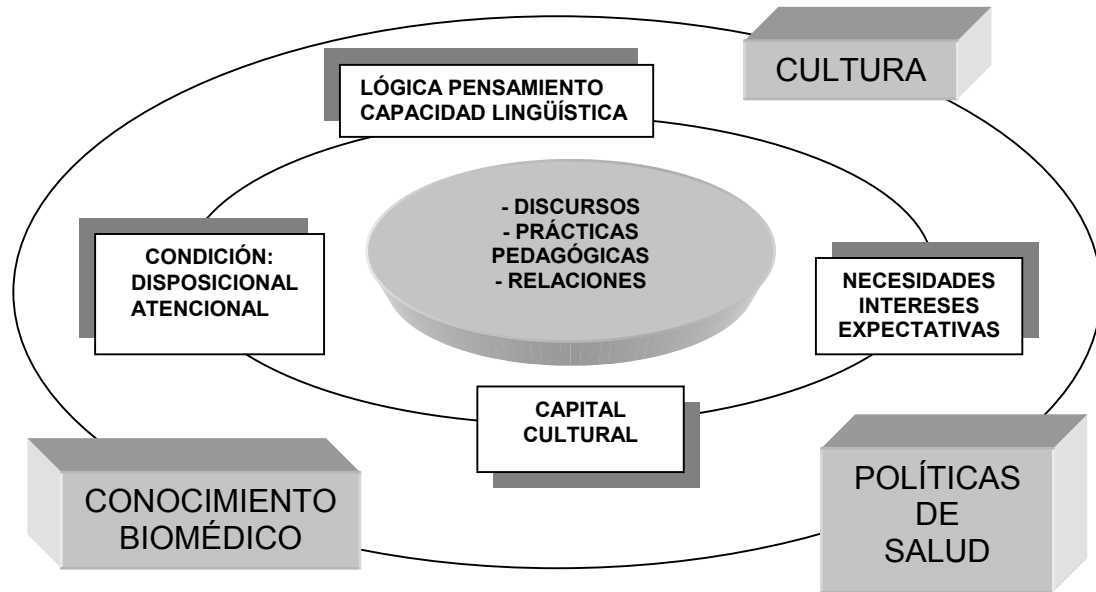 CULTURA
LÓGICA PENSAMIENTO
CAPACIDAD LINGÜÍSTICA
- DISCURSOS
- PRÁCTICAS
PEDAGÓGICAS
- RELACIONES
CONDICIÓN:
DISPOSICIONAL
ATENCIONAL
NECESIDADES
INTERESES
EXPECTATIVAS
CAPITAL
CULTURAL
CONOCIMIENTO
BIOMÉDICO
POLÍTICAS
DE
SALUD